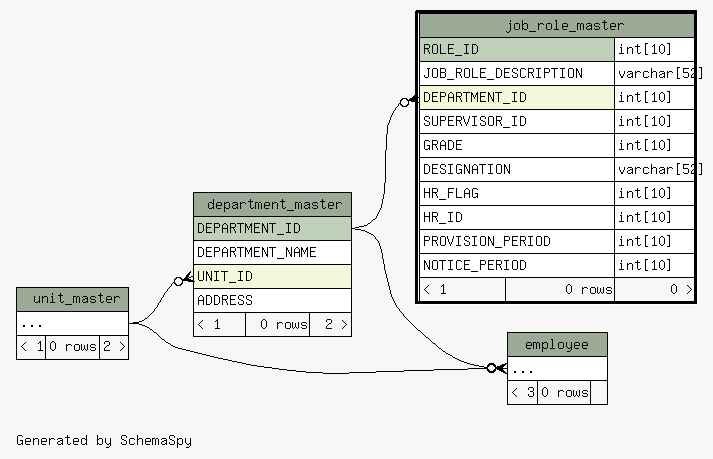 job_role_master
ROLE_ID int[10]
JOB_ROLE_DESCRIPTION varchar[52]
DEPARTMENT_ID int[10]
SUPERVISOR_ID int[10]
GRADE int[10]
DESIGNATION varchar[52]
HR_FLAG int[10]
HR_ID int[10]
PROVISION_PERIOD int[10]
NOTICE_PERIOD int[10]
< 1 0 rows 0 >
department_master
DEPARTMENT_ID
DEPARTMENT_NAME
UNIT_ID
ADDRESS
< 1 0 rows 2 >
unit_master
...
< 1 0 rows 2 >
employee
...
< 3 0 rows
Generated by SchemaSpy